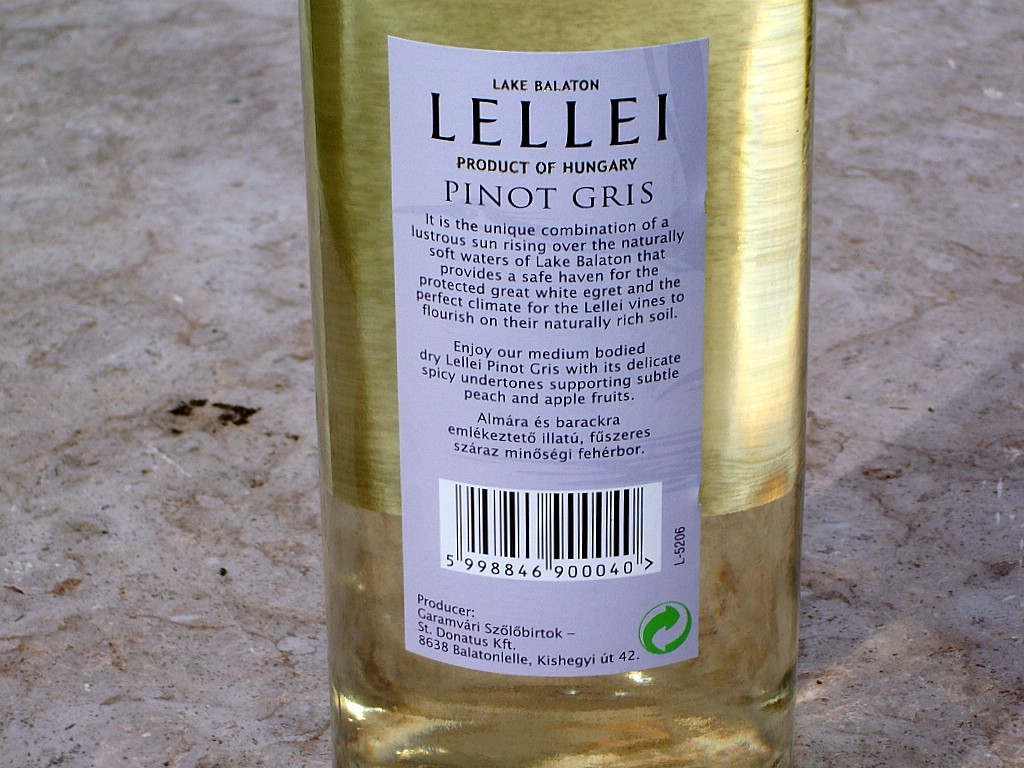 LAKE BALATON
LELLEI
PRODUCT OF HUNGARY
PINOT GRIS
It is the unique combination of a
lustrous sun rising over the naturally
soft waters of Lake Balaton that
provides a safe haven for the
protected great white egret and the
perfect climate for the Lellei vines to
flourish on their naturally rich soil.
Enjoy our medium bodied
dry Lellei Pinot Gris with its delicate
spicy undertones supporting subtle
peach and apple fruits.
Almára és barackra
emlékeztető illatú, fűszeres
száraz minőségi fehérbor.
5 998846 900040 >
L-5206
Producer:
Garamvári Szőlőbirtok –
St. Donatus Kft.
8638 Balatonlelle, Kishegyi út 42.